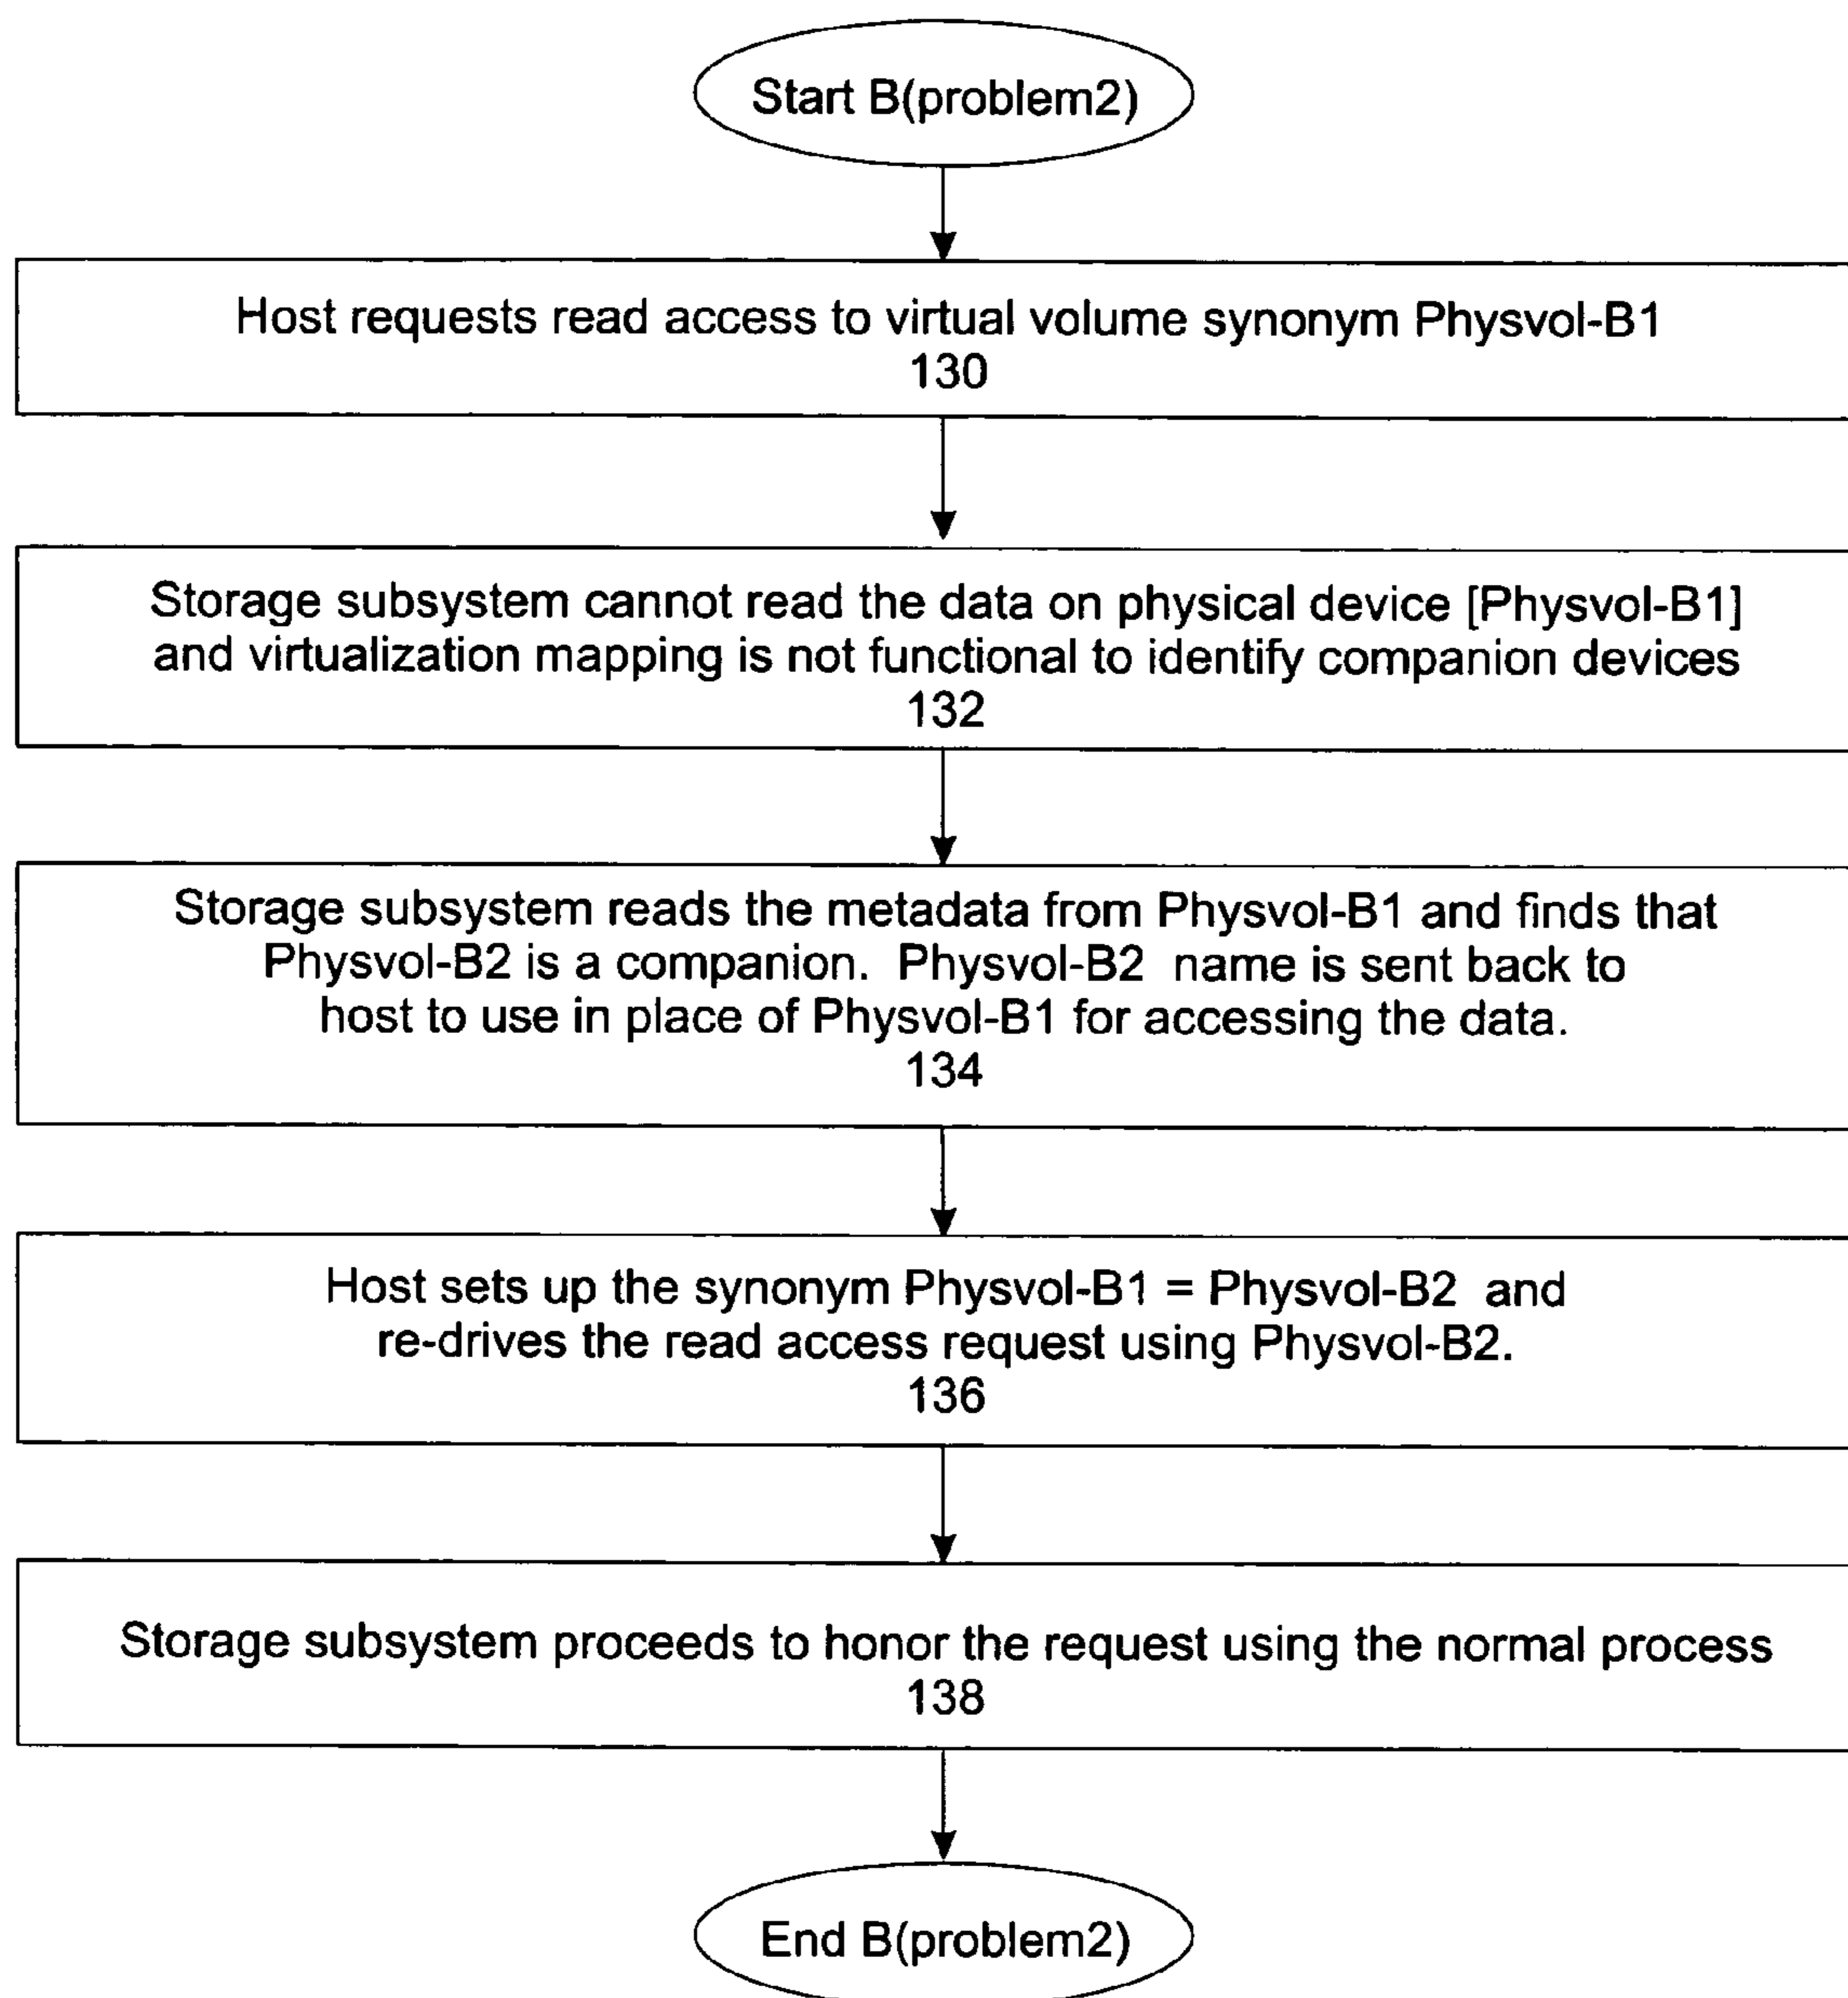 Start B(problem2)
Host requests read access to virtual volume synonym Physvol-B1
130
Storage subsystem cannot read the data on physical device [Physvol-B1]
and virtualization mapping is not functional to identify companion devices
132
Storage subsystem reads the metadata from Physvol-B1 and finds that
Physvol-B2 is a companion. Physvol-B2 name is sent back to
host to use in place of Physvol-B1 for accessing the data.
134
Host sets up the synonym Physvol-B1 = Physvol-B2 and
re-drives the read access request using Physvol-B2.
136
Storage subsystem proceeds to honor the request using the normal process
138
End B(problem2)